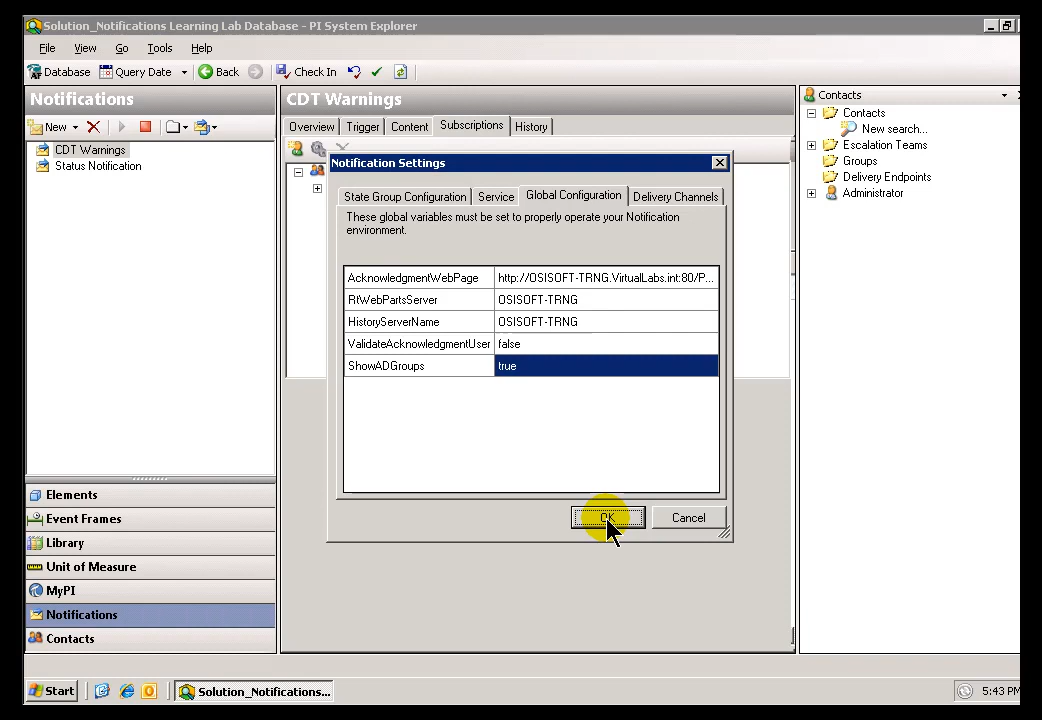 Solution_Notifications Learning Lab Database - PI System Explorer
File View Go Tools Help
Database Query Date Back Check In
Notifications
New
CDT Warnings
Status Notification
Elements
Event Frames
Library
Unit of Measure
MyPI
Notifications
Contacts
CDT Warnings
Overview Trigger Content Subscriptions History
Notification Settings
State Group Configuration Service Global Configuration Delivery Channels
These global variables must be set to properly operate your Notification
environment.
AcknowledgmentWebPage http://OSISOFT-TRNG.VirtualLabs.int:80/P...
RtWebPartsServer OSISOFT-TRNG
HistoryServerName OSISOFT-TRNG
ValidateAcknowledgmentUser false
ShowADGroups true
OK Cancel
Contacts
Contacts
New search...
Escalation Teams
Groups
Delivery Endpoints
Administrator
Start Solution_Notifications... 5:43 PM